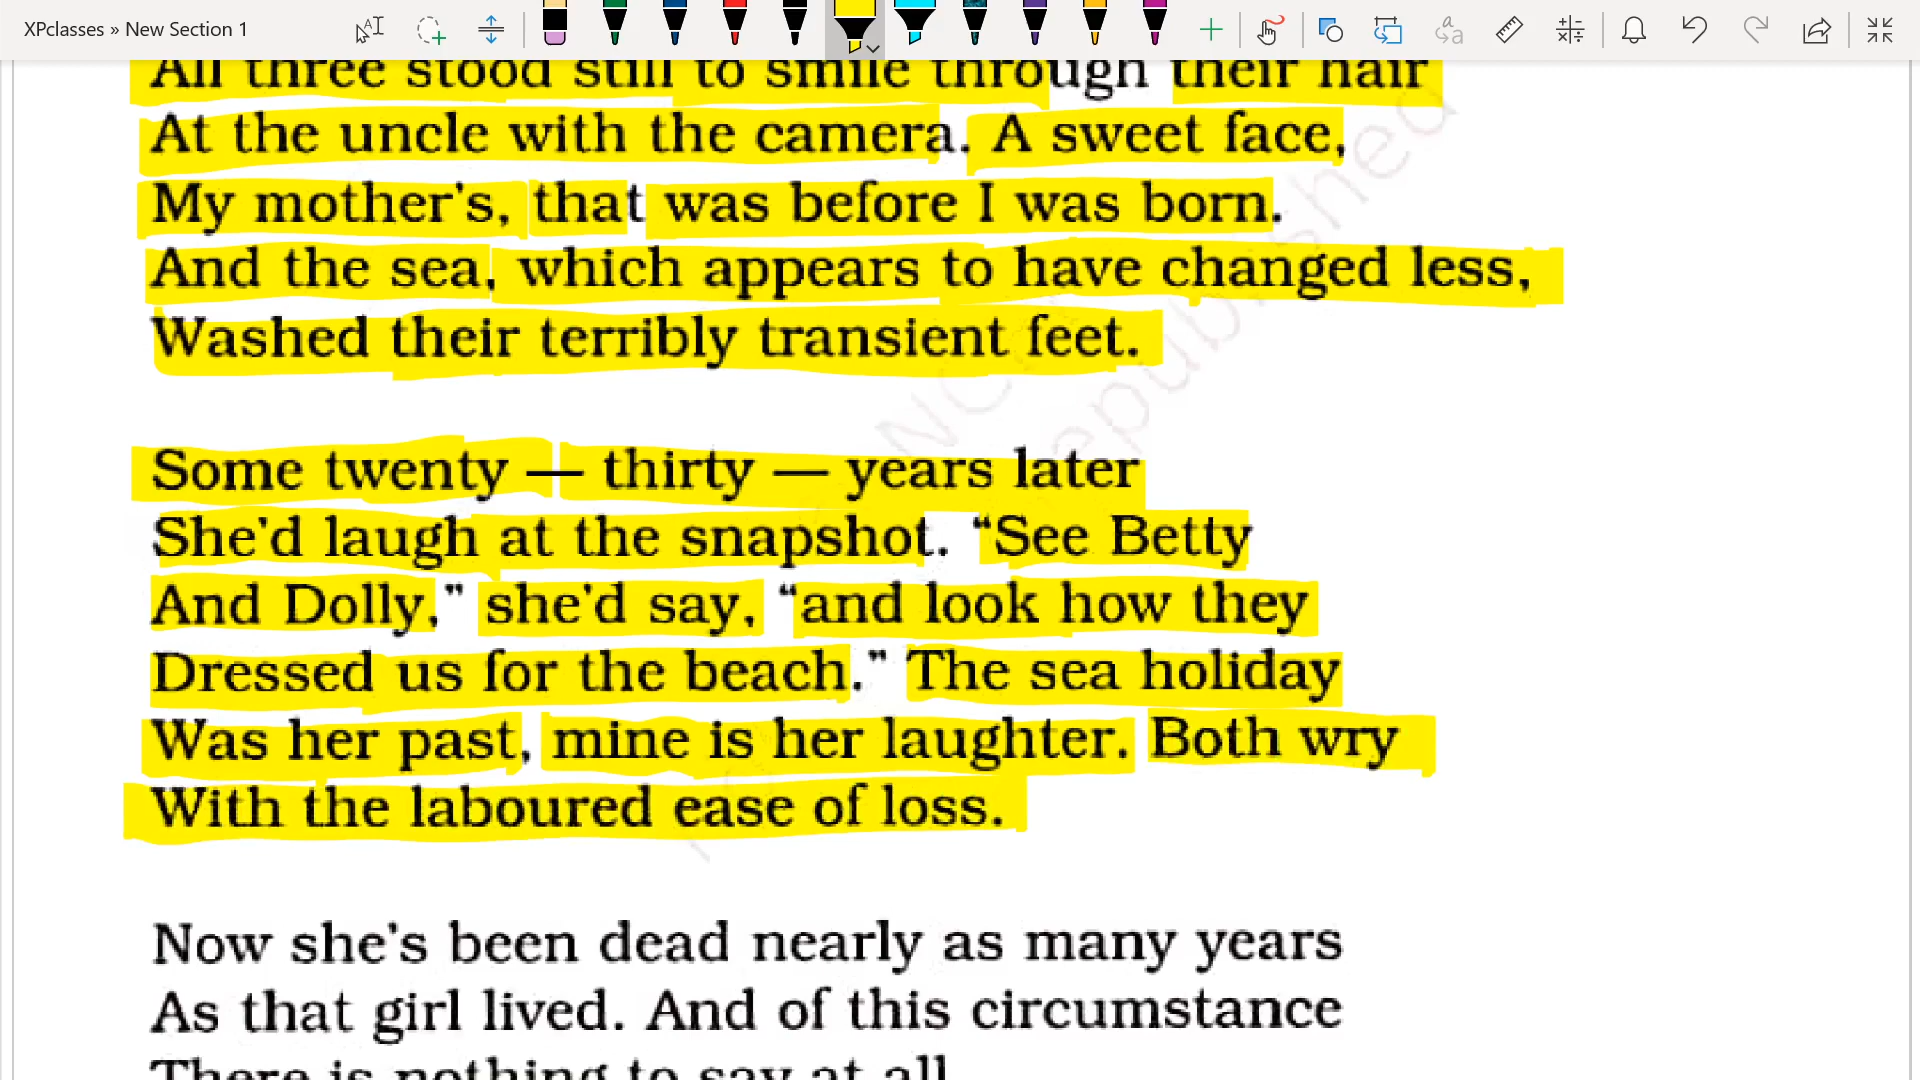 XPclasses » New Section 1
All three stood still to smile through their hair
At the uncle with the camera. A sweet face,
My mother's, that was before I was born.
And the sea, which appears to have changed less,
Washed their terribly transient feet.
Some twenty — thirty — years later
She'd laugh at the snapshot. “See Betty
And Dolly,” she'd say, “and look how they
Dressed us for the beach.” The sea holiday
Was her past, mine is her laughter. Both wry
With the laboured ease of loss.
Now she's been dead nearly as many years
As that girl lived. And of this circumstance
There is nothing to say at all